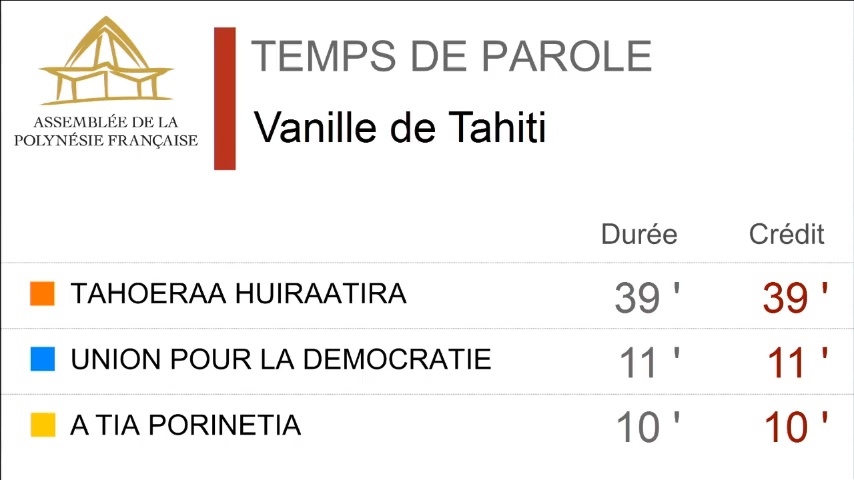 ASSEMBLÉE DE LA
POLYNÉSIE FRANÇAISE
TEMPS DE PAROLE
Vanille de Tahiti
Durée Crédit
TAHOERAA HUIRAATIRA 39 ' 39 '
UNION POUR LA DEMOCRATIE 11 ' 11 '
A TIA PORINETIA 10 ' 10 '